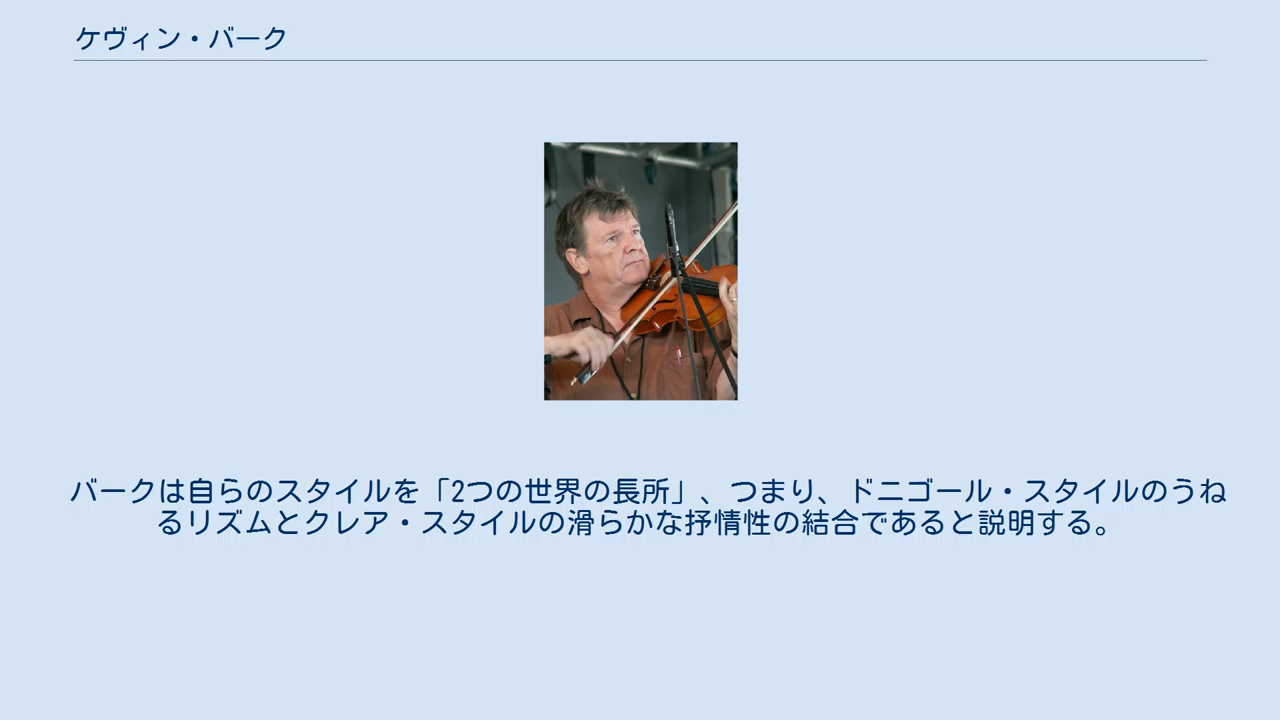 ケヴィン・バーク
バークは自らのスタイルを「2つの世界の長所」、つまり、ドニゴール・スタイルのうね
るリズムとクレア・スタイルの滑らかな抒情性の結合であると説明する。